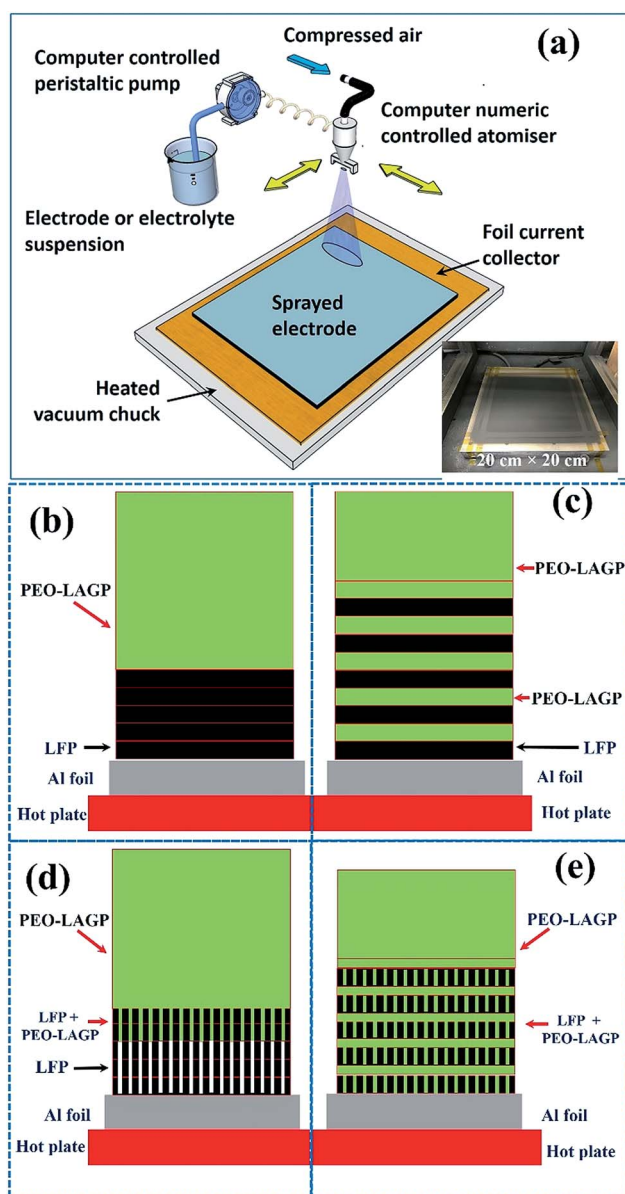 Compressed air
(a)
Computer controlled
peristaltic pump
Computer numeric
controlled atomiser
Electrode or electrolyte
suspension
Foil current
collector
Sprayed
electrode
Heated
vacuum chuck
20 cm × 20 cm
(b)
PEO-LAGP
LFP
Al foil
Hot plate
(c)
PEO-LAGP
PEO-LAGP
LFP
Al foil
Hot plate
(d)
PEO-LAGP
LFP +
PEO-LAGP
LFP
Al foil
Hot plate
(e)
PEO-LAGP
LFP +
PEO-LAGP
Al foil
Hot plate